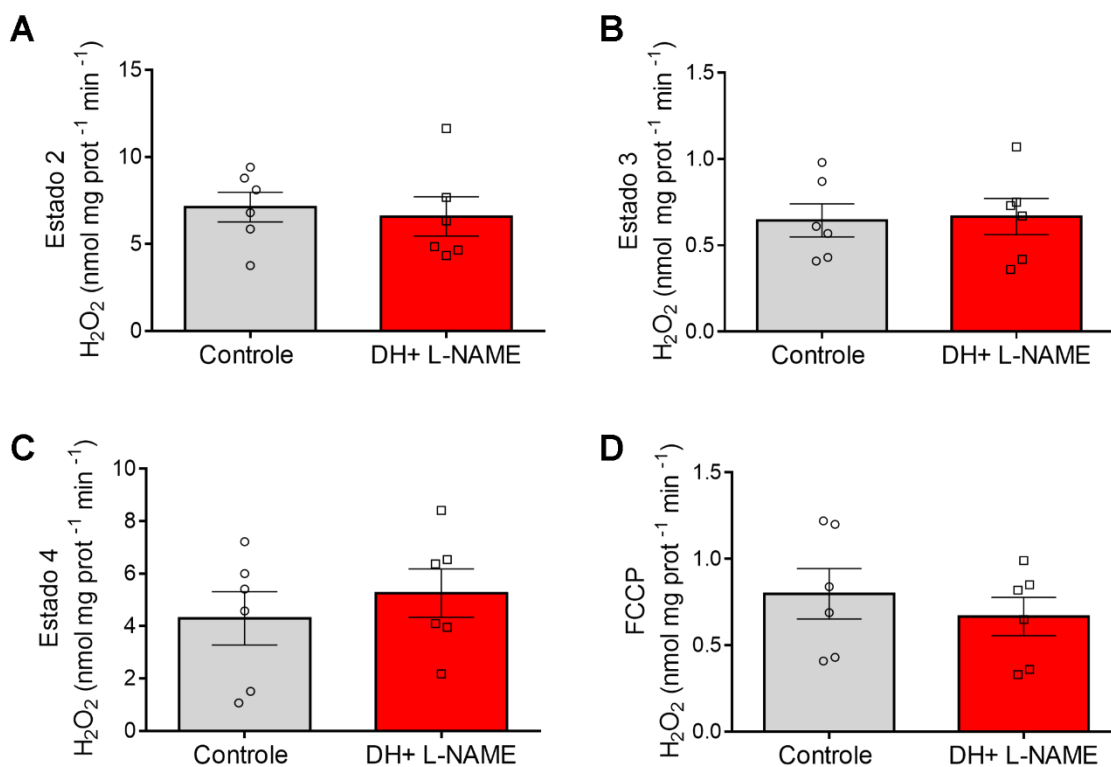 A
Estado 2
H₂O₂ (nmol mg prot ⁻¹ min ⁻¹)
15
10
5
0
Controle
DH+ L-NAME
B
Estado 3
H₂O₂ (nmol mg prot ⁻¹ min ⁻¹)
1.5
1.0
0.5
0.0
Controle
DH+ L-NAME
C
Estado 4
H₂O₂ (nmol mg prot ⁻¹ min ⁻¹)
10
8
6
4
2
0
Controle
DH+ L-NAME
D
FCCP
H₂O₂ (nmol mg prot ⁻¹ min ⁻¹)
1.5
1.0
0.5
0.0
Controle
DH+ L-NAME